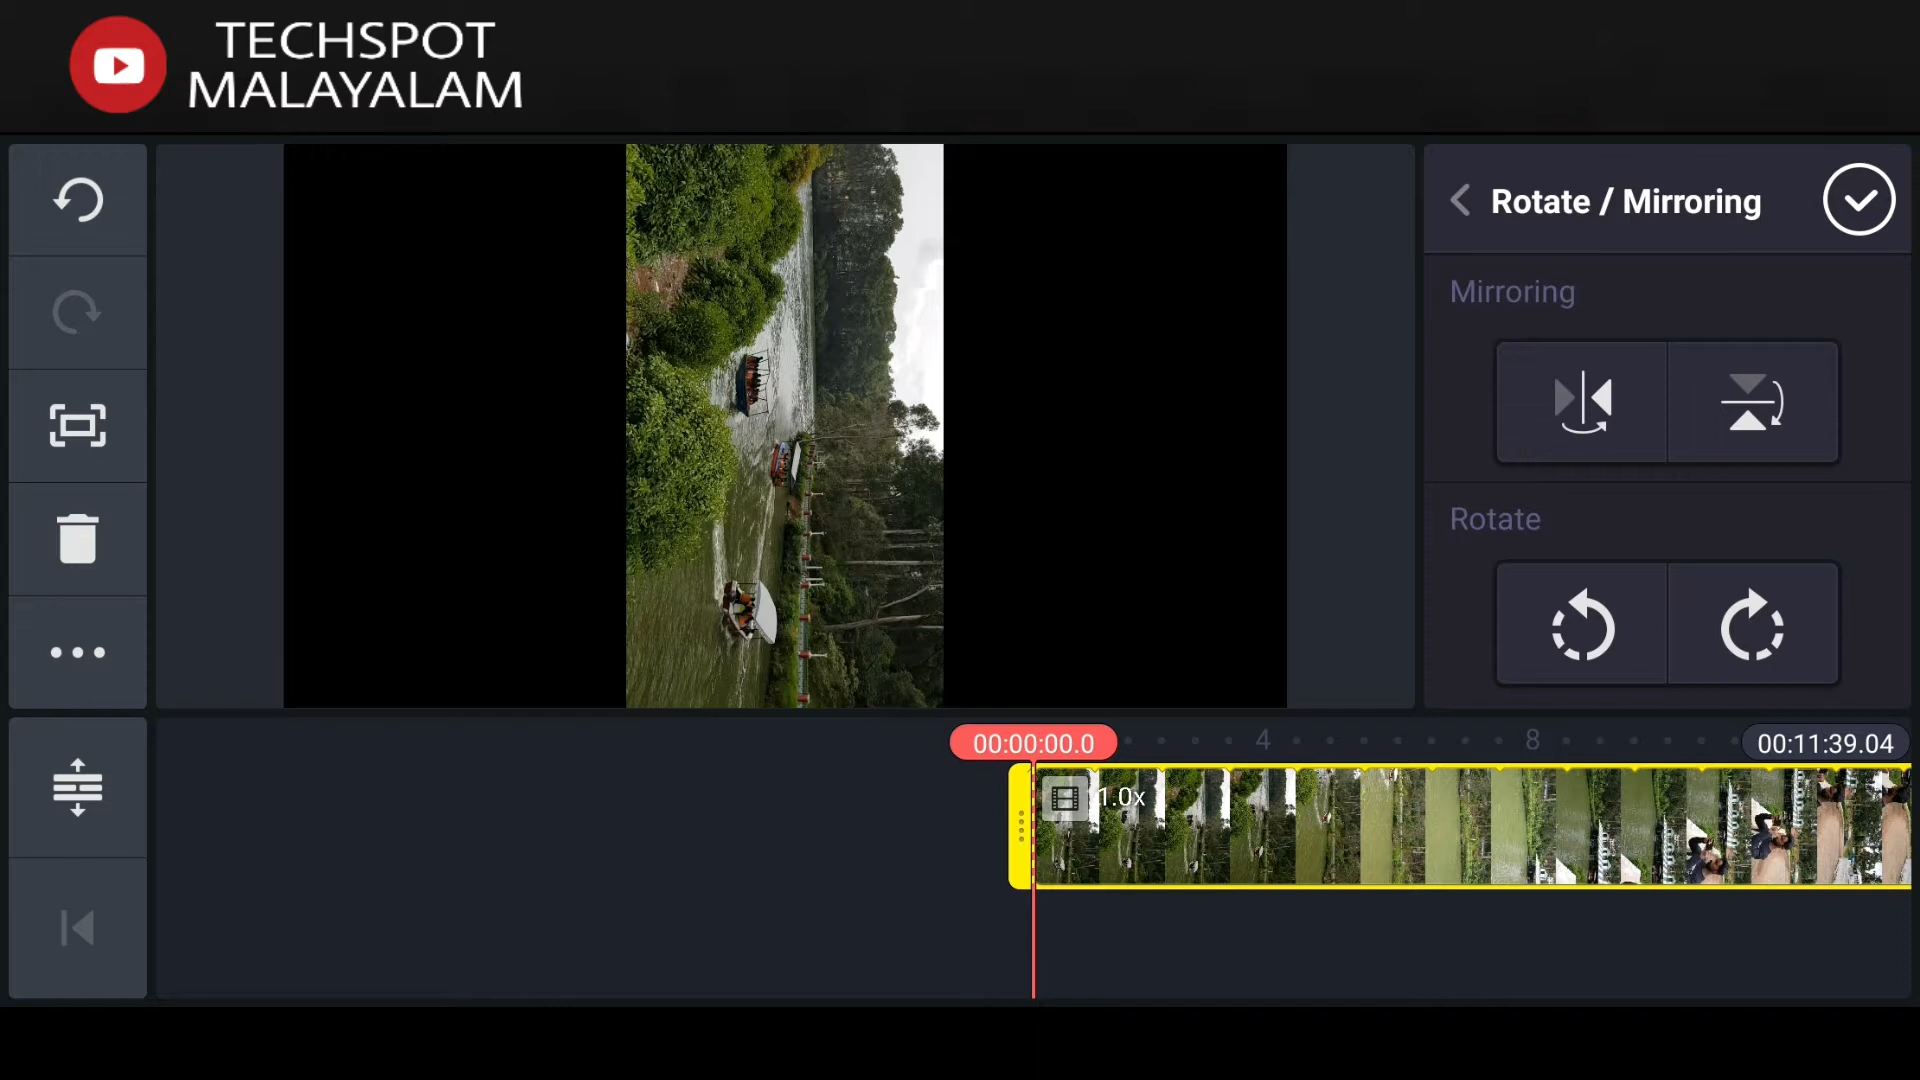 TECHSPOT
MALAYALAM
Rotate / Mirroring
Mirroring
Rotate
00:00:00.0
4
8
00:11:39.04
1.0x